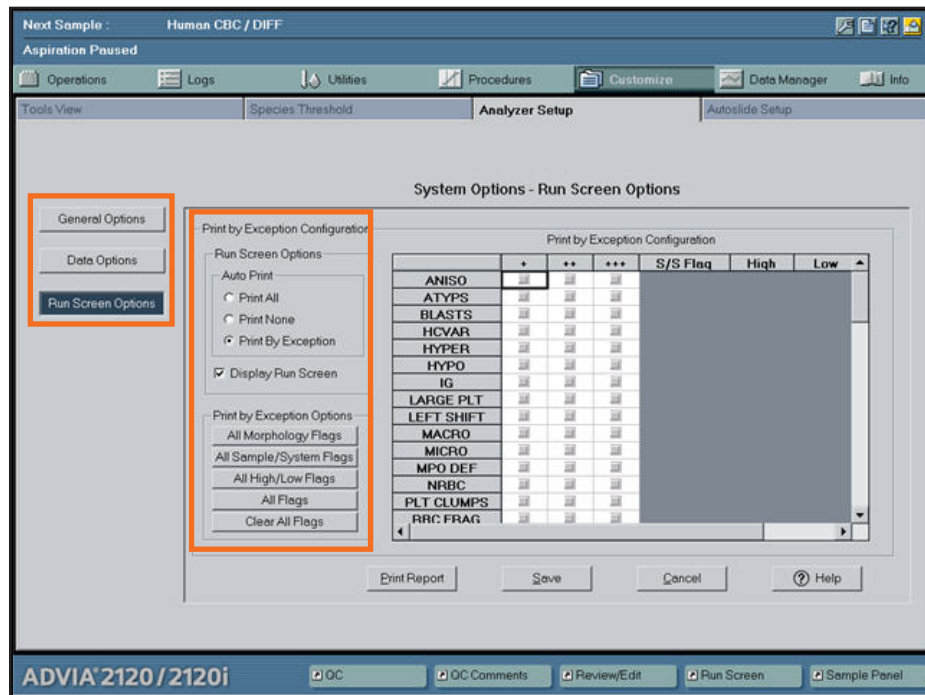 Next Sample : Human CBC / DIFF
Aspiration Paused
Operations Logs Utilities Procedures Customize Data Manager Info
Tools View Species Threshold Analyzer Setup Autoslide Setup
System Options - Run Screen Options
General Options
Data Options
Run Screen Options
Print by Exception Configuration
Run Screen Options
Auto Print
Print All
Print None
Print By Exception
Display Run Screen
Print by Exception Options
All Morphology Flags
All Sample/System Flags
All High/Low Flags
All Flags
Clear All Flags
Print by Exception Configuration
+ ++ +++ S/S Flag High Low
ANISO
ATYPS
BLASTS
HCVAR
HYPER
HYPO
IG
LARGE PLT
LEFT SHIFT
MACRO
MICRO
MPO DEF
NRBC
PLT CLUMPS
RBC FRAG
Print Report Save Cancel Help
ADVIA® 2120/2120i QC QC Comments Review/Edit Run Screen Sample Panel